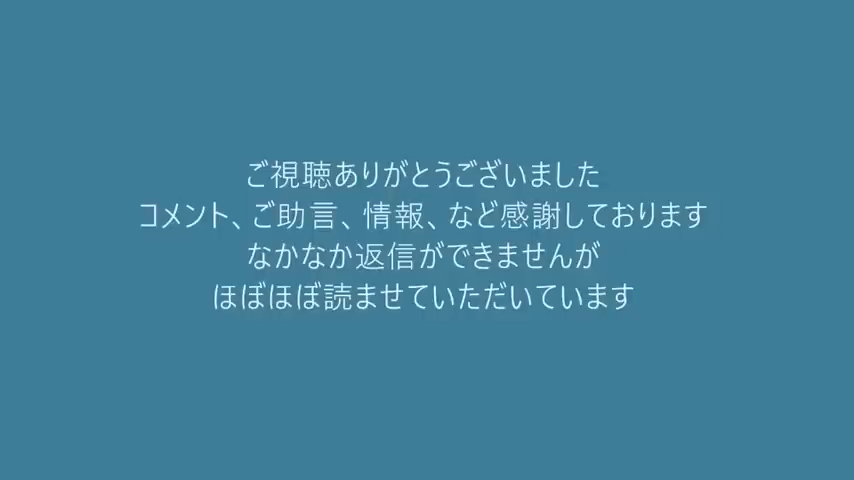 ご視聴ありがとうございました
コメント、ご助言、情報、など感謝しております
なかなか返信ができませんが
ほぼほぼ読ませていただいています